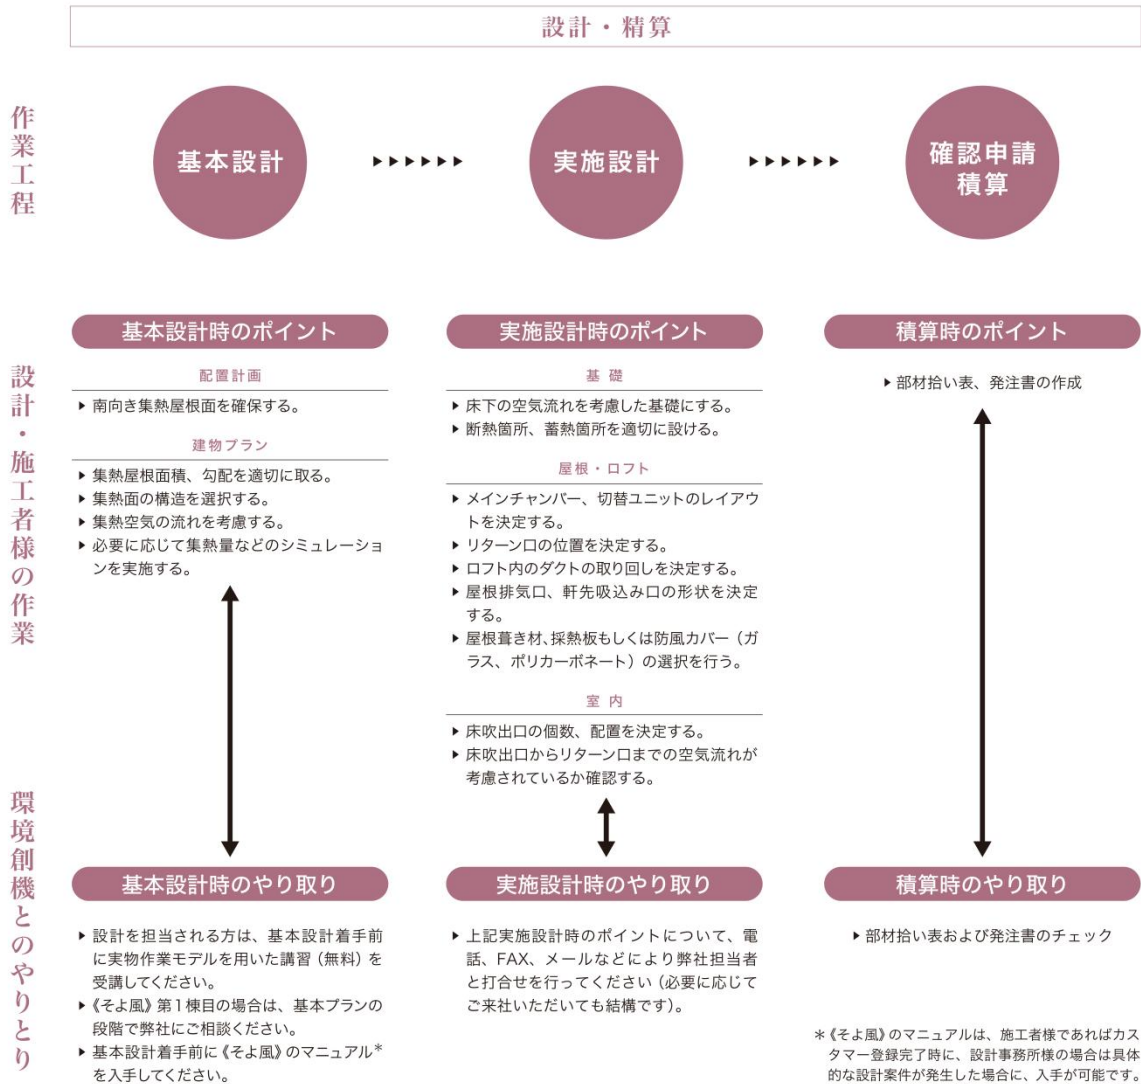 設計・精算
作業工程
基本設計
実施設計
確認申請
積算
設計・施工者様の作業
基本設計時のポイント
配置計画
▶ 南向き集熱屋根面を確保する。
建物プラン
▶ 集熱屋根面積、勾配を適切に取る。
▶ 集熱面の構造を選択する。
▶ 集熱空気の流れを考慮する。
▶ 必要に応じて集熱量などのシミュレーショ
ンを実施する。
実施設計時のポイント
基 礎
▶ 床下の空気流れを考慮した基礎にする。
▶ 断熱箇所、蓄熱箇所を適切に設ける。
屋根・ロフト
▶ メインチャンバー、切替ユニットのレイアウ
トを決定する。
▶ リターン口の位置を決定する。
▶ ロフト内のダクトの取り回しを決定する。
▶ 屋根排気口、軒先吸込み口の形状を決定
する。
▶ 屋根葺き材、採熱板もしくは防風カバー（ガ
ラス、ポリカーボネート）の選択を行う。
室 内
▶ 床吹出口の個数、配置を決定する。
▶ 床吹出口からリターン口までの空気流れが
考慮されているか確認する。
積算時のポイント
▶ 部材拾い表、発注書の作成
環境創機とのやりとり
基本設計時のやり取り
▶ 設計を担当される方は、基本設計着手前
に実物作業モデルを用いた講習（無料）を
受講してください。
▶ 《そよ風》第1棟目の場合は、基本プランの
段階で弊社にご相談ください。
▶ 基本設計着手前に《そよ風》のマニュアル＊
を入手してください。
実施設計時のやり取り
▶ 上記実施設計時のポイントについて、電
話、FAX、メールなどにより弊社担当者
と打合せを行ってください（必要に応じて
ご来社いただいても結構です）。
積算時のやり取り
▶ 部材拾い表および発注書のチェック
＊《そよ風》のマニュアルは、施工者様であればカス
タマー登録完了時に、設計事務所様の場合は具体
的な設計案件が発生した場合に、入手が可能です。